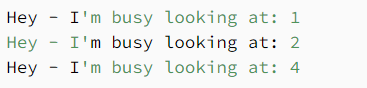 Hey - I'm busy looking at: 1
Hey - I'm busy looking at: 2
Hey - I'm busy looking at: 4